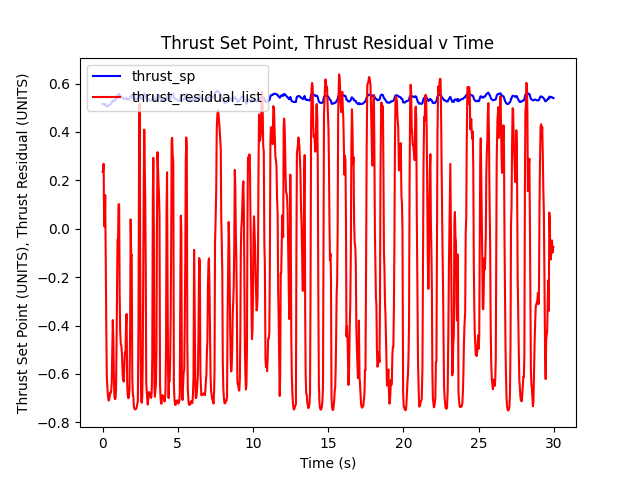 Thrust Set Point, Thrust Residual v Time
thrust_sp
thrust_residual_list
Thrust Set Point (UNITS), Thrust Residual (UNITS)
0.6
0.4
0.2
0.0
−0.2
−0.4
−0.6
−0.8
0 5 10 15 20 25 30
Time (s)